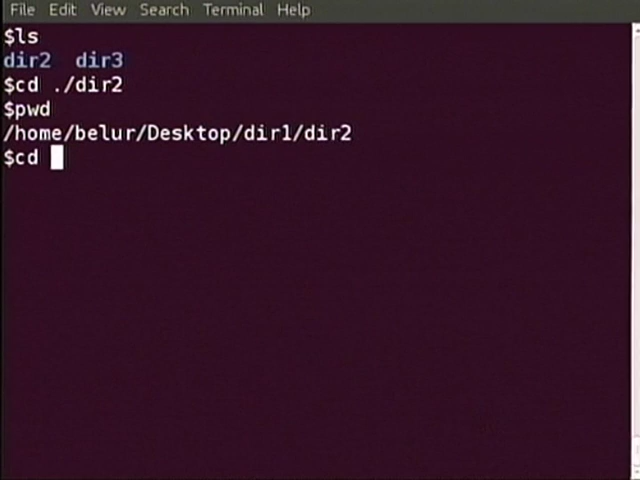 File Edit View Search Terminal Help
$ls
dir2  dir3
$cd ./dir2
$pwd
/home/belur/Desktop/dir1/dir2
$cd